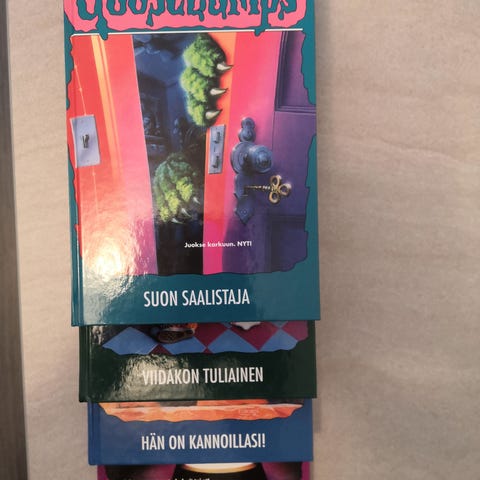 Goosebumps
Juokse karkuun. NYT!
SUON SAALISTAJA
VIIDAKON TULIAINEN
HÄN ON KANNOILLASI!